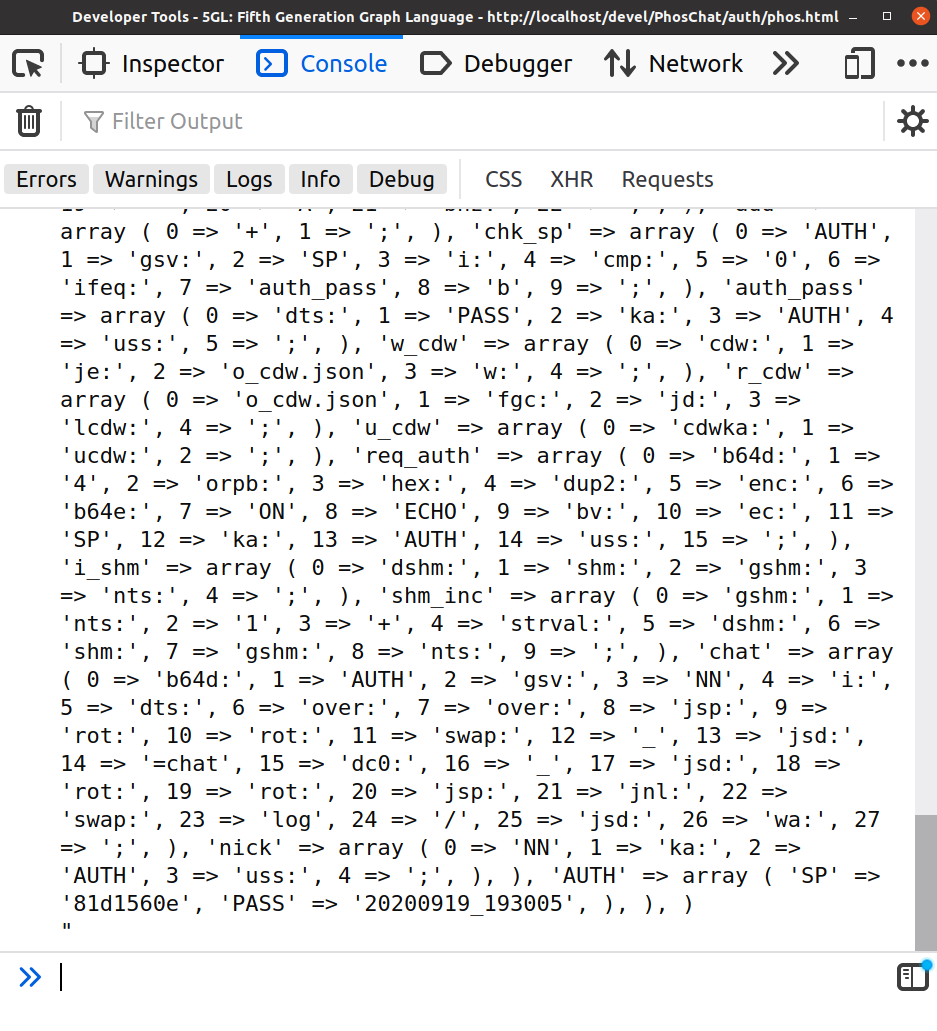 Developer Tools - 5GL: Fifth Generation Graph Language - http://localhost/devel/PhosChat/auth/phos.html
Inspector Console Debugger Network
Filter Output
Errors Warnings Logs Info Debug CSS XHR Requests
array ( 0 => '+', 1 => ';', ), 'chk_sp' => array ( 0 => 'AUTH',
1 => 'gsv:', 2 => 'SP', 3 => 'i:', 4 => 'cmp:', 5 => '0', 6 =>
'ifeq:', 7 => 'auth_pass', 8 => 'b', 9 => ';', ), 'auth_pass'
=> array ( 0 => 'dts:', 1 => 'PASS', 2 => 'ka:', 3 => 'AUTH', 4
=> 'uss:', 5 => ';', ), 'w_cdw' => array ( 0 => 'cdw:', 1 =>
'je:', 2 => 'o_cdw.json', 3 => 'w:', 4 => ';', ), 'r_cdw' =>
array ( 0 => 'o_cdw.json', 1 => 'fgc:', 2 => 'jd:', 3 =>
'lcdw:', 4 => ';', ), 'u_cdw' => array ( 0 => 'cdwka:', 1 =>
'ucdw:', 2 => ';', ), 'req_auth' => array ( 0 => 'b64d:', 1 =>
'4', 2 => 'orpb:', 3 => 'hex:', 4 => 'dup2:', 5 => 'enc:', 6 =>
'b64e:', 7 => 'ON', 8 => 'ECHO', 9 => 'bv:', 10 => 'ec:', 11 =>
'SP', 12 => 'ka:', 13 => 'AUTH', 14 => 'uss:', 15 => ';', ),
'i_shm' => array ( 0 => 'dshm:', 1 => 'shm:', 2 => 'gshm:', 3
=> 'nts:', 4 => ';', ), 'shm_inc' => array ( 0 => 'gshm:', 1 =>
'nts:', 2 => '1', 3 => '+', 4 => 'strval:', 5 => 'dshm:', 6 =>
'shm:', 7 => 'gshm:', 8 => 'nts:', 9 => ';', ), 'chat' => array
( 0 => 'b64d:', 1 => 'AUTH', 2 => 'gsv:', 3 => 'NN', 4 => 'i:',
5 => 'dts:', 6 => 'over:', 7 => 'over:', 8 => 'jsp:', 9 =>
'rot:', 10 => 'rot:', 11 => 'swap:', 12 => '_', 13 => 'jsd:',
14 => '=chat', 15 => 'dc0:', 16 => '_', 17 => 'jsd:', 18 =>
'rot:', 19 => 'rot:', 20 => 'jsp:', 21 => 'jnl:', 22 =>
'swap:', 23 => 'log', 24 => '/', 25 => 'jsd:', 26 => 'wa:', 27
=> ';', ), 'nick' => array ( 0 => 'NN', 1 => 'ka:', 2 =>
'AUTH', 3 => 'uss:', 4 => ';', ), ), 'AUTH' => array ( 'SP' =>
'81d1560e', 'PASS' => '20200919_193005', ), ), )
"